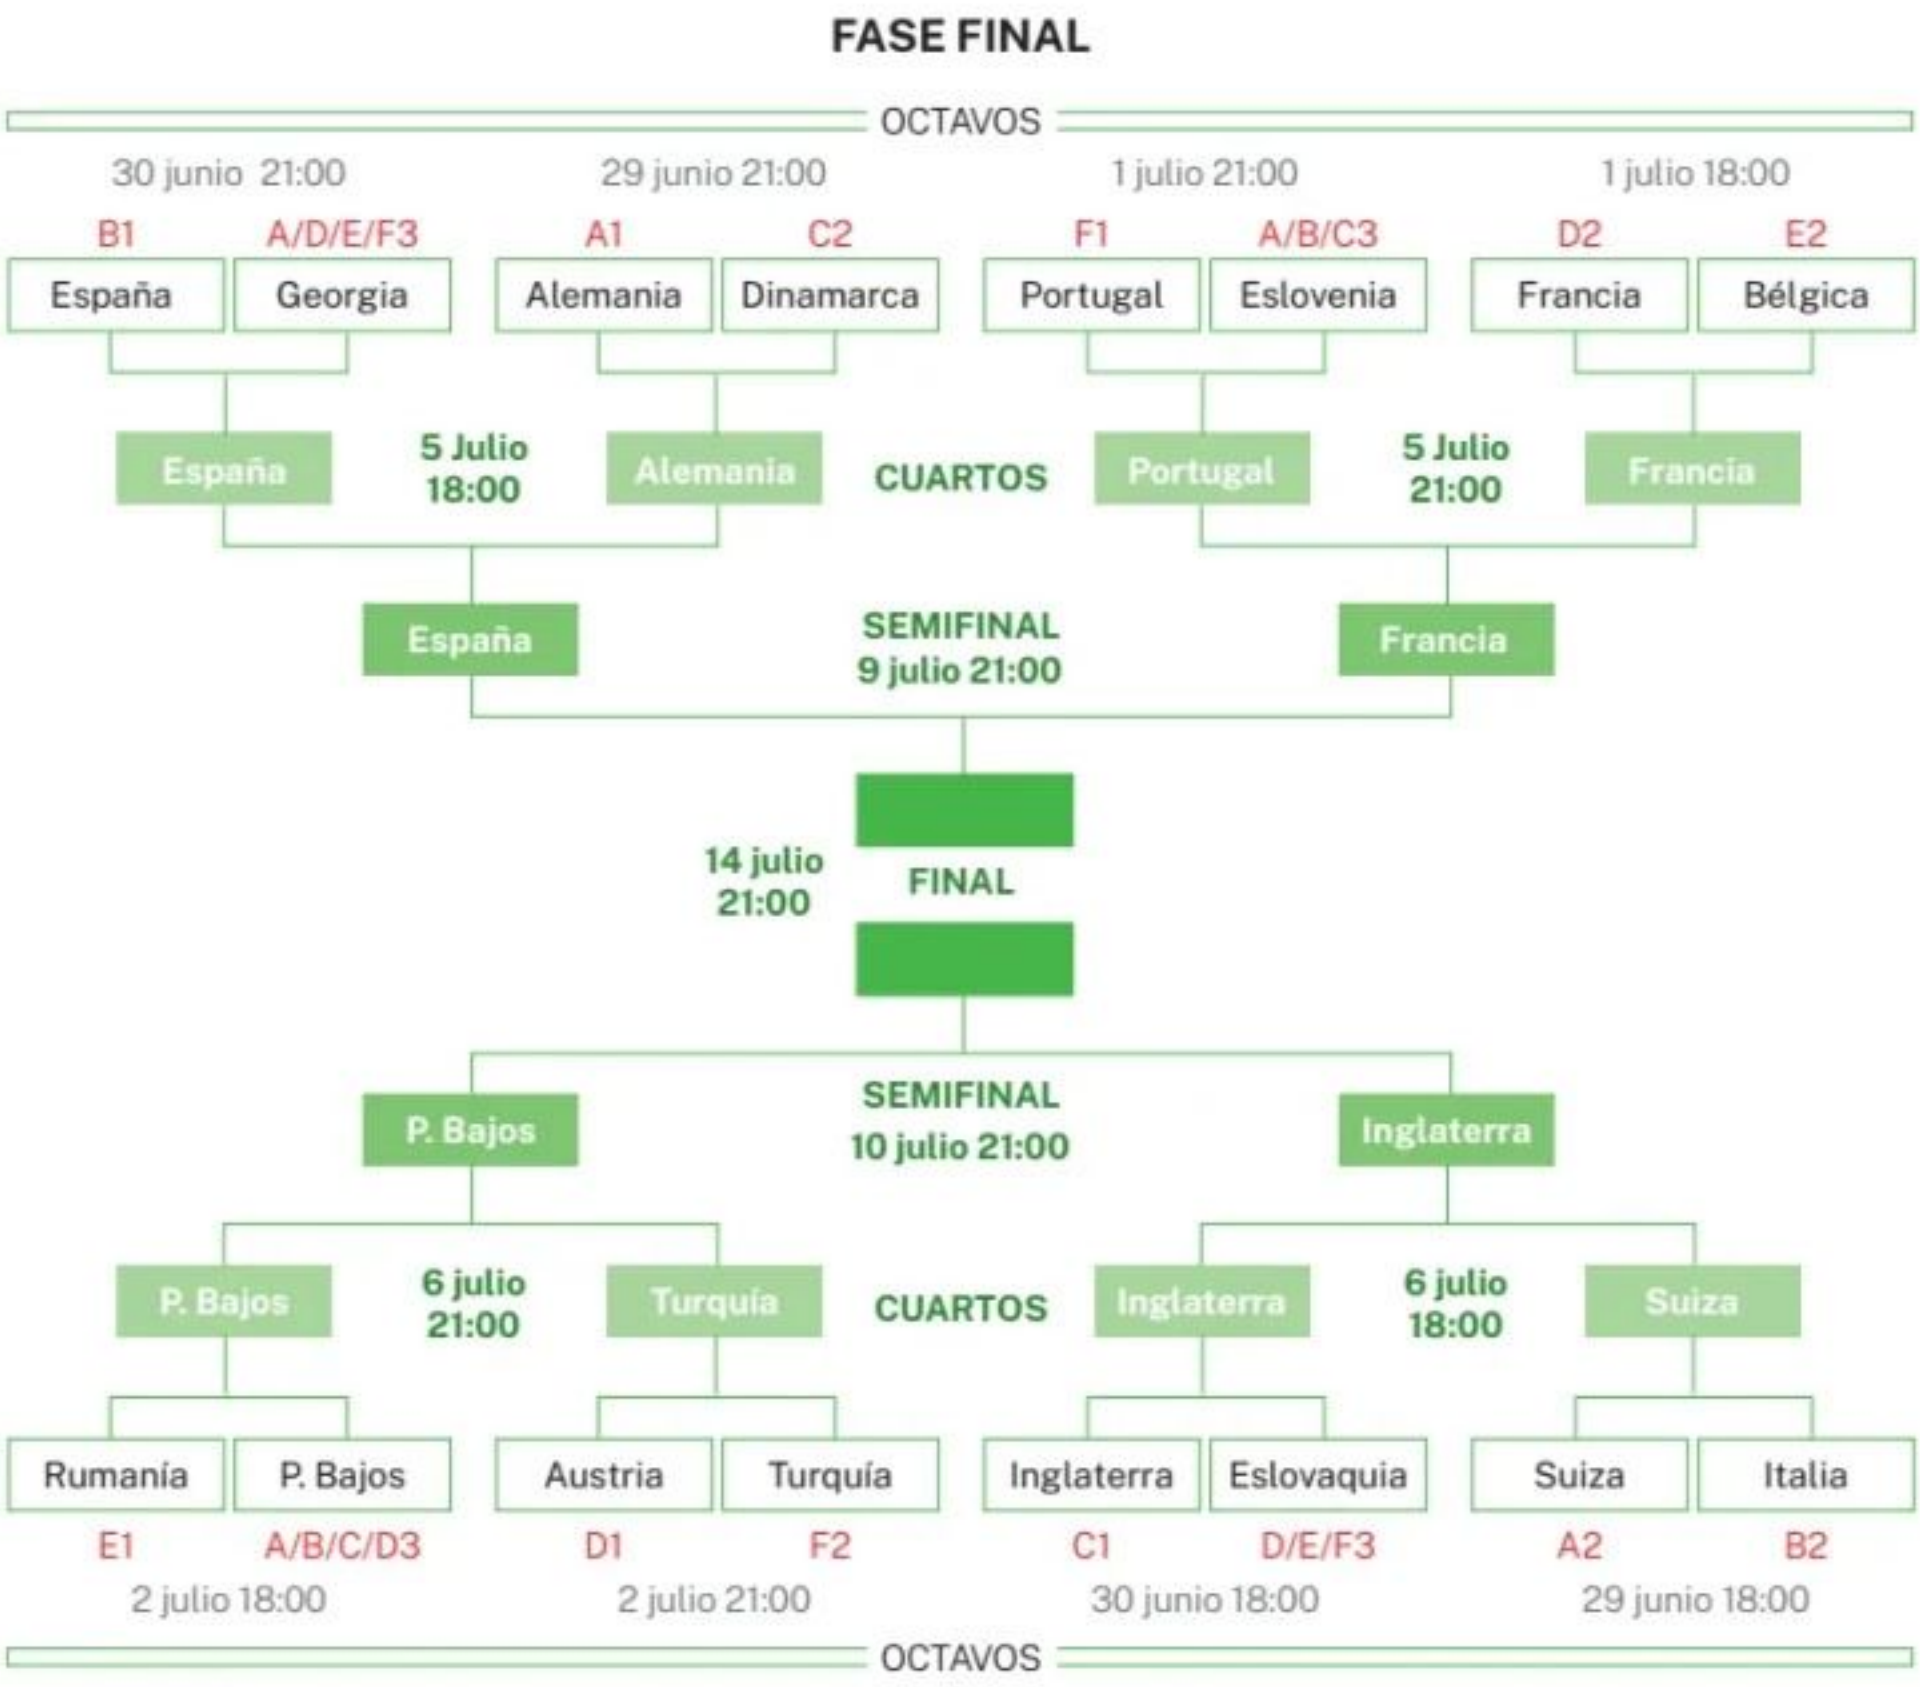 FASE FINAL
OCTAVOS
30 junio 21:00
29 junio 21:00
1 julio 21:00
1 julio 18:00
B1
A/D/E/F3
A1
C2
F1
A/B/C3
D2
E2
España
Georgia
Alemania
Dinamarca
Portugal
Eslovenia
Francia
Bélgica
España
5 Julio
18:00
Alemania
CUARTOS
Portugal
5 Julio
21:00
Francia
España
SEMIFINAL
9 julio 21:00
Francia
14 julio
21:00
FINAL
P. Bajos
SEMIFINAL
10 julio 21:00
Inglaterra
P. Bajos
6 julio
21:00
Turquía
CUARTOS
Inglaterra
6 julio
18:00
Suiza
Rumanía
P. Bajos
Austria
Turquía
Inglaterra
Eslovaquia
Suiza
Italia
E1
A/B/C/D3
D1
F2
C1
D/E/F3
A2
B2
2 julio 18:00
2 julio 21:00
30 junio 18:00
29 junio 18:00
OCTAVOS